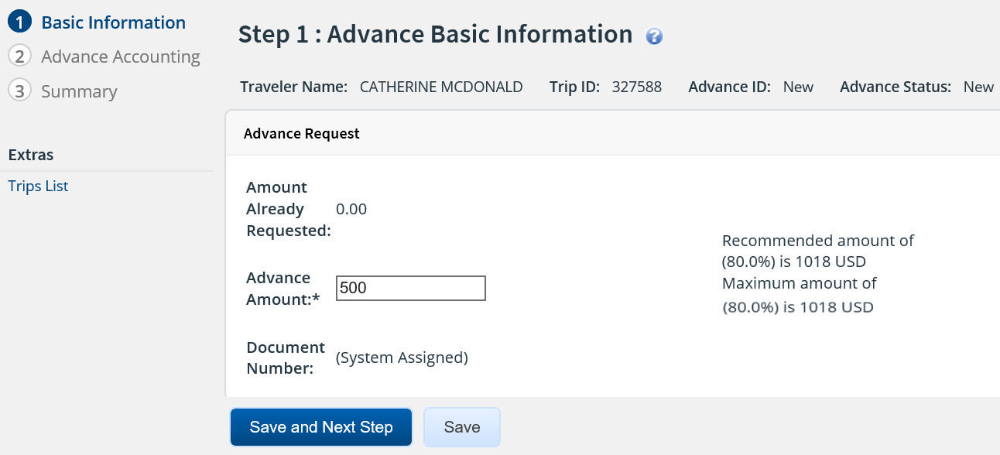 1 Basic Information
2 Advance Accounting
3 Summary
Extras
Trips List
Step 1 : Advance Basic Information ?
Traveler Name: CATHERINE MCDONALD Trip ID: 327588 Advance ID: New Advance Status: New
Advance Request
Amount
Already
Requested:
0.00
Advance
Amount:*
500
Recommended amount of
(80.0%) is 1018 USD
Maximum amount of
(80.0%) is 1018 USD
Document
Number:
(System Assigned)
Save and Next Step
Save